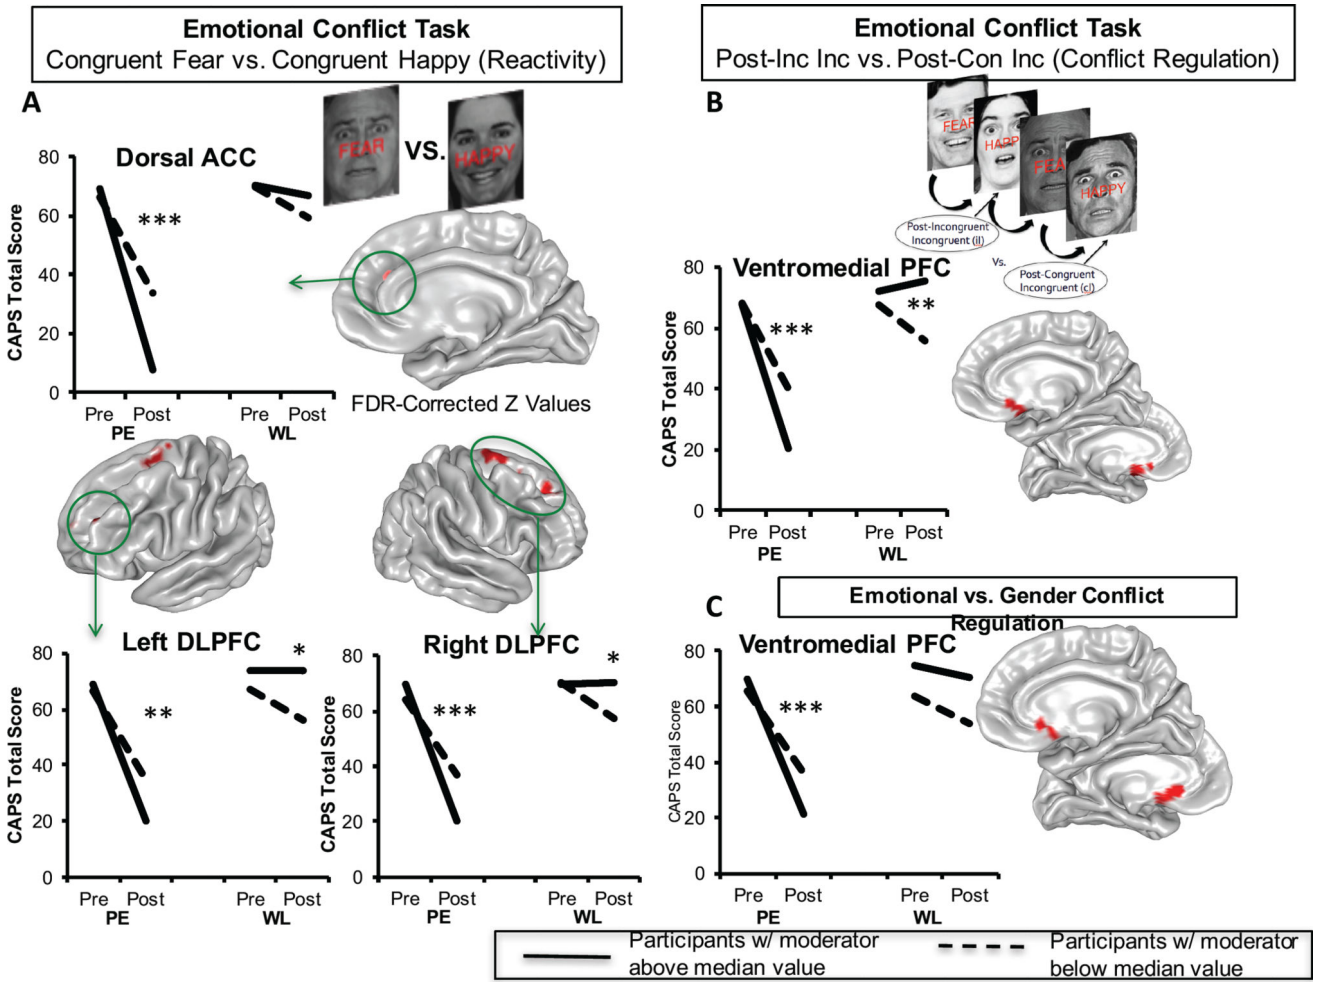 Emotional Conflict Task
Congruent Fear vs. Congruent Happy (Reactivity)
A
Dorsal ACC
FEAR
VS.
HAPPY
CAPS Total Score
80
60
40
20
0
***
Pre Post
PE
WL
FDR-Corrected Z Values
Left DLPFC
CAPS Total Score
80
60
40
20
0
**
*
Pre Post
PE
Pre Post
WL
Right DLPFC
CAPS Total Score
80
60
40
20
0
***
*
Pre Post
PE
Pre Post
WL
Emotional Conflict Task
Post-Inc Inc vs. Post-Con Inc (Conflict Regulation)
B
FEAR
HAPP
FEA
HAPPY
Post-Incongruent
Incongruent (iI)
Vs.
Post-Congruent
Incongruent (cI)
Ventromedial PFC
CAPS Total Score
80
60
40
20
0
***
**
Pre Post
PE
Pre Post
WL
C
Emotional vs. Gender Conflict
Regulation
Ventromedial PFC
CAPS Total Score
80
60
40
20
0
***
Pre Post
PE
Pre Post
WL
Participants w/ moderator
above median value
Participants w/ moderator
below median value